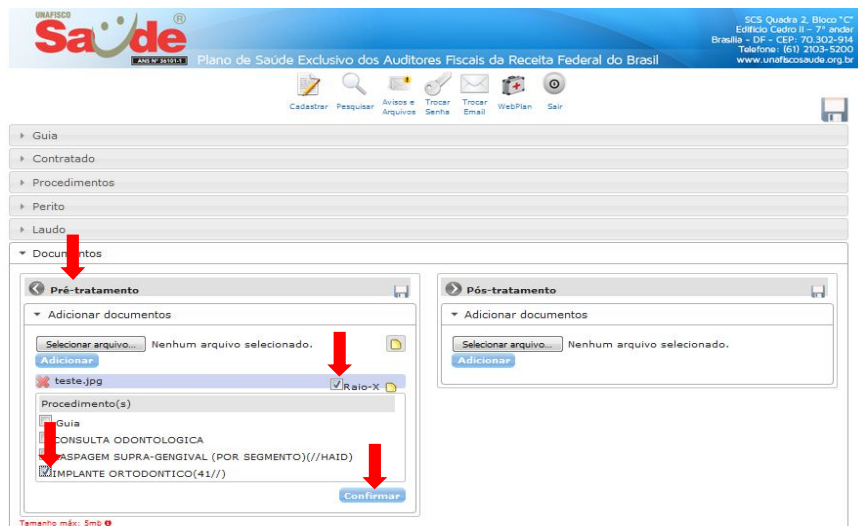 UNAFISCO
Saúde
®
ANS Nº 36101-1
Plano de Saúde Exclusivo dos Auditores Fiscais da Receita Federal do Brasil
SCS Quadra 2, Bloco "C"
Edifício Cedro II - 7º andar
Brasília - DF - CEP: 70.302-914
Telefone: (61) 2103-5200
www.unafiscosaude.org.br
Cadastrar Pesquisar Avisos e Arquivos Trocar Senha Trocar Email WebPlan Sair
Guia
Contratado
Procedimentos
Perito
Laudo
Documentos
Pré-tratamento
Adicionar documentos
Selecionar arquivo... Nenhum arquivo selecionado.
Adicionar
teste.jpg Raio-X
Procedimento(s)
Guia
CONSULTA ODONTOLOGICA
RASPAGEM SUPRA-GENGIVAL (POR SEGMENTO)(//HAID)
IMPLANTE ORTODONTICO(41//)
Confirmar
Tamanho máx: 5mb
Pós-tratamento
Adicionar documentos
Selecionar arquivo... Nenhum arquivo selecionado.
Adicionar